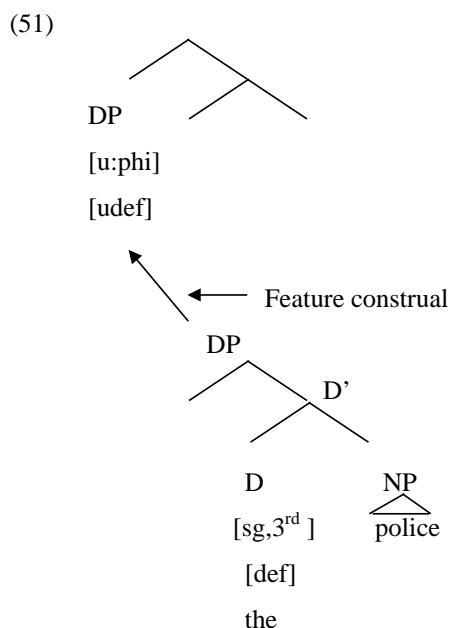 (51)
DP
[u:phi]
[udef]
Feature construal
DP
D’
D NP
[sg,3rd ] police
[def]
the